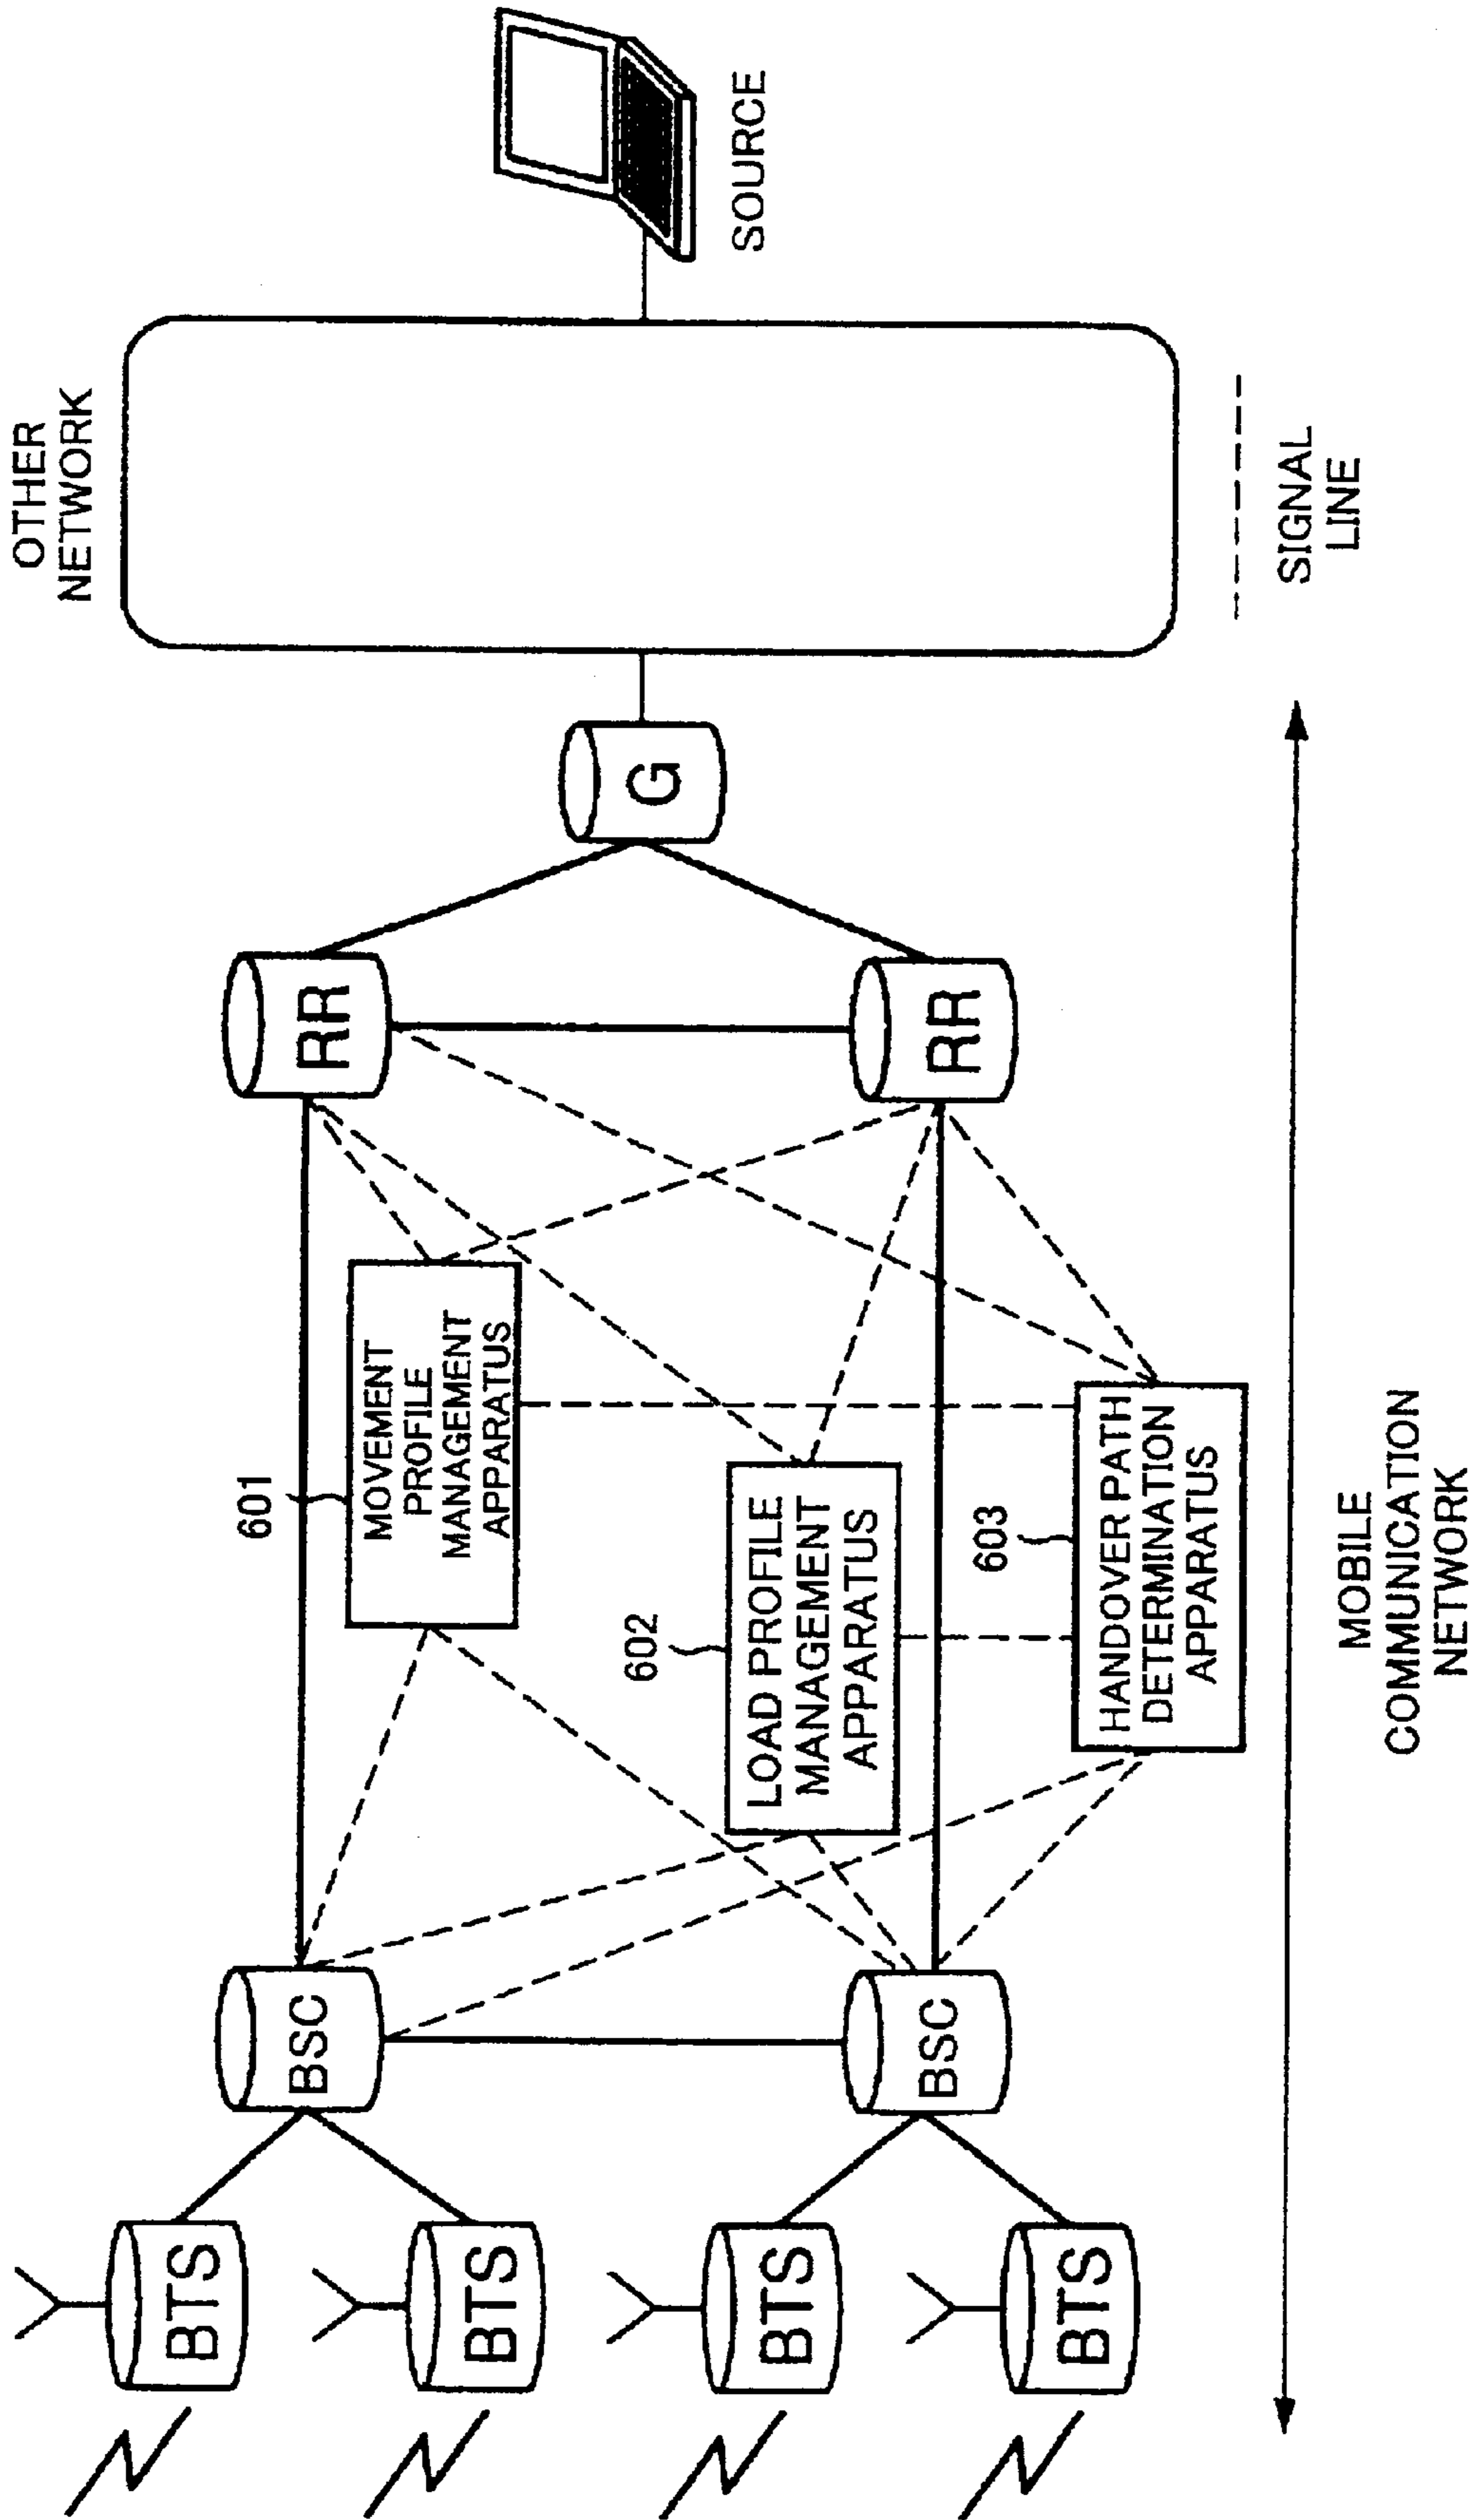 OTHER
NETWORK
SOURCE
G
RR
RR
SIGNAL
LINE
601
MOVEMENT
PROFILE
MANAGEMENT
APPARATUS
602
LOAD PROFILE
MANAGEMENT
APPARATUS
603
HANDOVER PATH
DETERMINATION
APPARATUS
BSC
BSC
BTS
BTS
BTS
BTS
MOBILE
COMMUNICATION
NETWORK